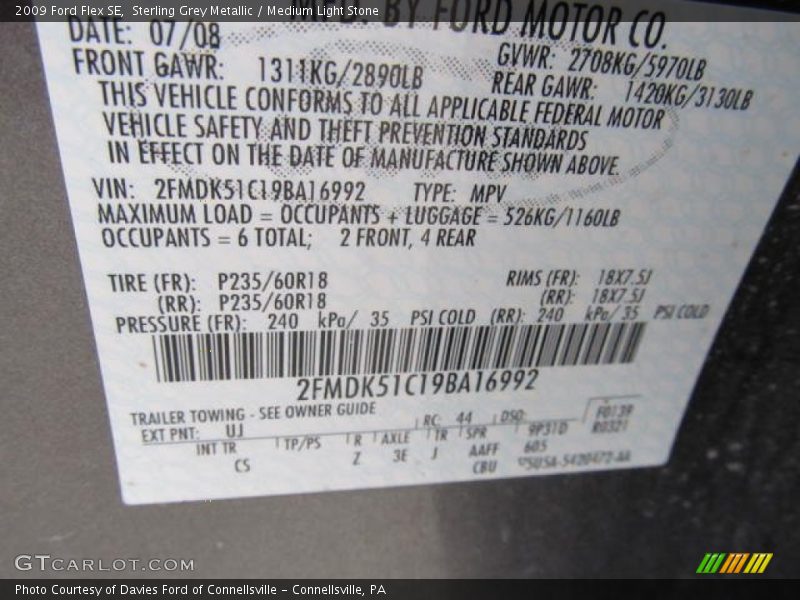 2009 Ford Flex SE,  Sterling Grey Metallic / Medium Light Stone
MFD. BY FORD MOTOR CO.
DATE: 07/08
GVWR: 2708KG/5970LB
FRONT GAWR: 1311KG/2890LB
REAR GAWR: 1420KG/3130LB
THIS VEHICLE CONFORMS TO ALL APPLICABLE FEDERAL MOTOR
VEHICLE SAFETY AND THEFT PREVENTION STANDARDS
IN EFFECT ON THE DATE OF MANUFACTURE SHOWN ABOVE.
VIN: 2FMDK51C19BA16992 TYPE: MPV
MAXIMUM LOAD = OCCUPANTS + LUGGAGE = 526KG/1160LB
OCCUPANTS = 6 TOTAL; 2 FRONT, 4 REAR
TIRE (FR): P235/60R18 RIMS (FR): 18X7.5J
(RR): P235/60R18 (RR): 18X7.5J
PRESSURE (FR): 240 kPa/ 35 PSI COLD (RR): 240 kPa/ 35 PSI COLD
2FMDK51C19BA16992
TRAILER TOWING - SEE OWNER GUIDE
EXT PNT: UJ RC: 44 DSO: F0139
R0321
INT TR TP/PS R AXLE TR SPR 9P31D
CS Z 3E J AAFF 605
CBU
GTCARLOT.COM
Photo Courtesy of Davies Ford of Connellsville - Connellsville, PA